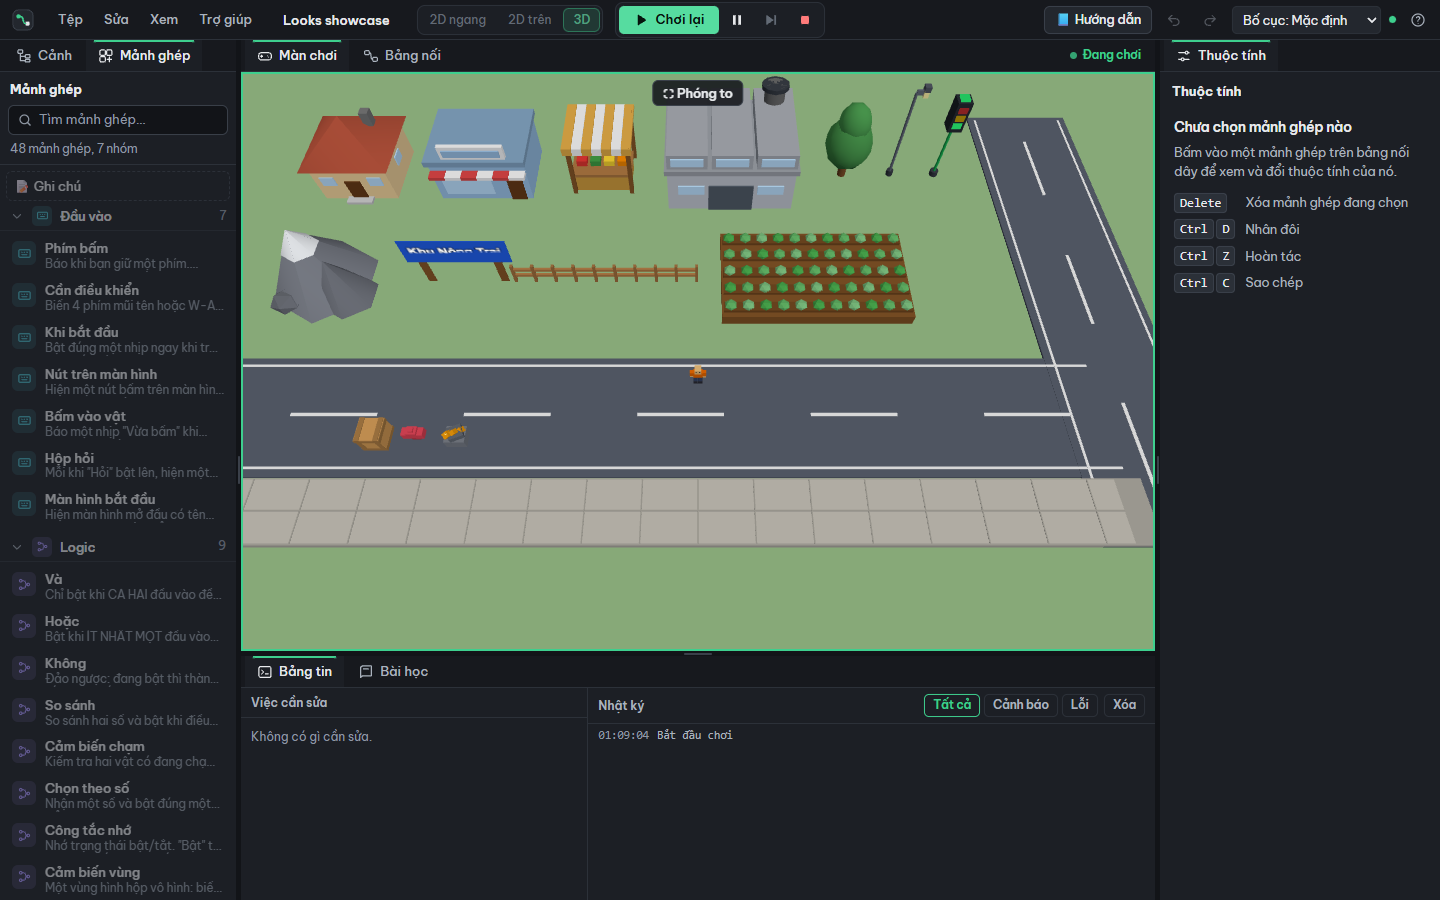 Tệp
Sửa
Xem
Trợ giúp
Looks showcase
2D ngang
2D trên
3D
Chơi lại
Hướng dẫn
Bố cục: Mặc định
Cảnh
Mảnh ghép
Mảnh ghép
Tìm mảnh ghép...
48 mảnh ghép, 7 nhóm
Ghi chú
Đầu vào
7
Phím bấm
Báo khi bạn giữ một phím....
Cần điều khiển
Biến 4 phím mũi tên hoặc W-A...
Khi bắt đầu
Bật đúng một nhịp ngay khi tr...
Nút trên màn hình
Hiện một nút bấm trên màn hìn...
Bấm vào vật
Báo một nhịp "Vừa bấm" khi...
Hộp hỏi
Mỗi khi "Hỏi" bật lên, hiện một...
Màn hình bắt đầu
Hiện màn hình mở đầu có tên...
Logic
9
Và
Chỉ bật khi CẢ HAI đầu vào đề...
Hoặc
Bật khi ÍT NHẤT MỘT đầu vào...
Không
Đảo ngược: đang bật thì thàn...
So sánh
So sánh hai số và bật khi điều...
Cảm biến chạm
Kiểm tra hai vật có đang chạ...
Chọn theo số
Nhận một số và bật đúng một...
Công tắc nhớ
Nhớ trạng thái bật/tắt. "Bật" t...
Cảm biến vùng
Một vùng hình hộp vô hình: biế...
Màn chơi
Bảng nối
Đang chơi
Phóng to
Khu Nông Trại
Bảng tin
Bài học
Việc cần sửa
Không có gì cần sửa.
Nhật ký
Tất cả
Cảnh báo
Lỗi
Xóa
01:09:04 Bắt đầu chơi
Thuộc tính
Thuộc tính
Chưa chọn mảnh ghép nào
Bấm vào một mảnh ghép trên bảng nối
dây để xem và đổi thuộc tính của nó.
Delete Xóa mảnh ghép đang chọn
Ctrl D Nhân đôi
Ctrl Z Hoàn tác
Ctrl C Sao chép